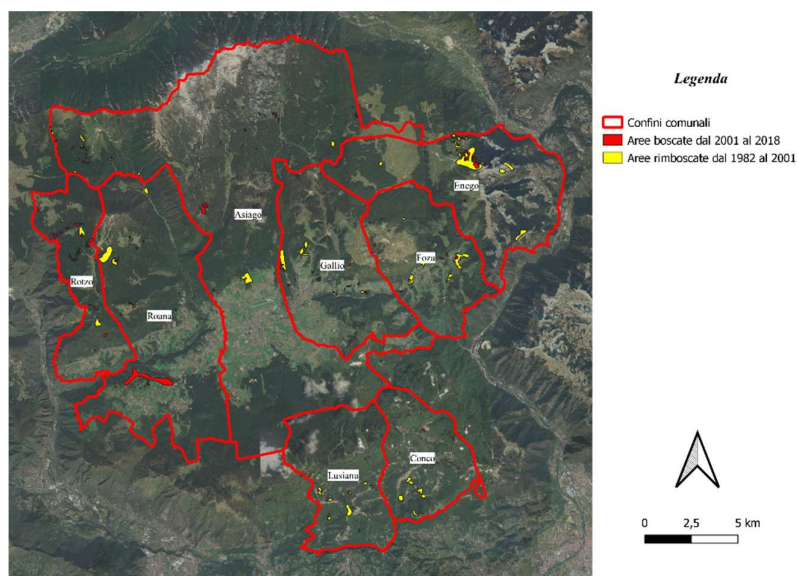 Legenda
Confini comunali
Aree boscate dal 2001 al 2018
Aree rimboscate dal 1982 al 2001
Enego
Asiago
Foza
Gallio
Rotzo
Roana
Conco
Lusiana
0 2,5 5 km